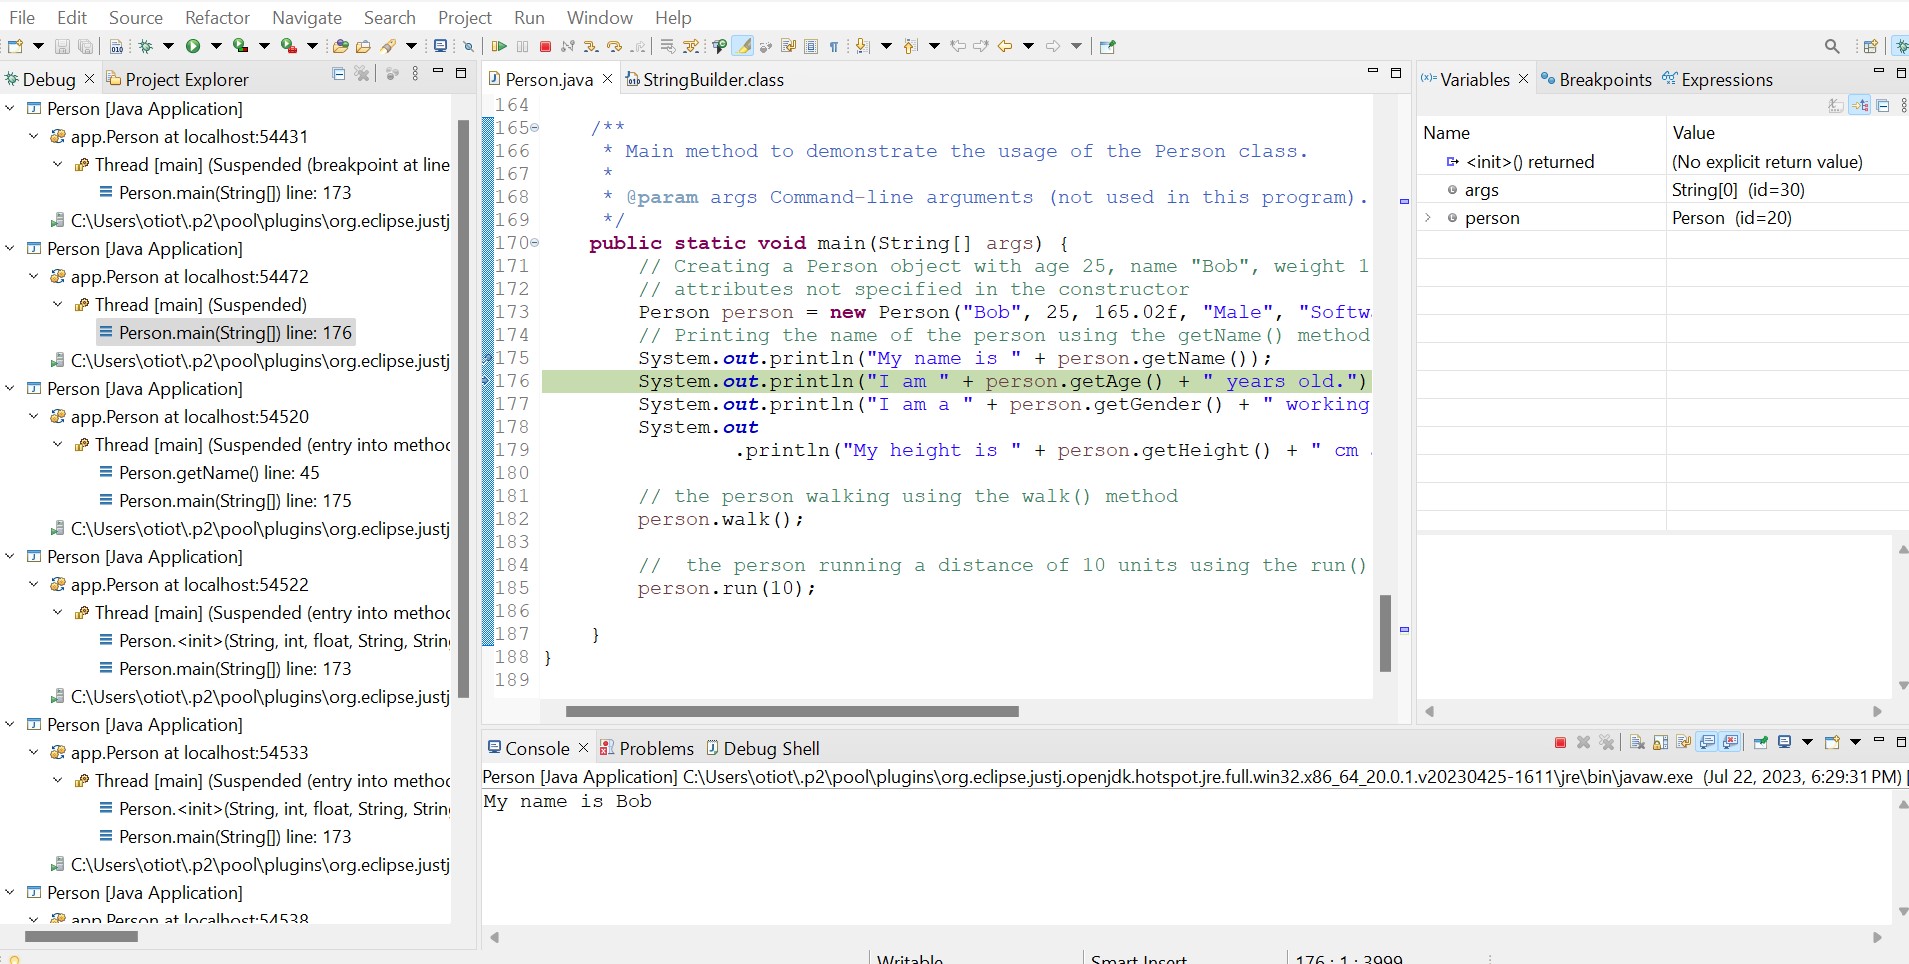 File Edit Source Refactor Navigate Search Project Run Window Help
Debug Project Explorer
Person [Java Application]
app.Person at localhost:54431
Thread [main] (Suspended (breakpoint at line
Person.main(String[]) line: 173
C:\Users\otiot\.p2\pool\plugins\org.eclipse.justj
Person [Java Application]
app.Person at localhost:54472
Thread [main] (Suspended)
Person.main(String[]) line: 176
C:\Users\otiot\.p2\pool\plugins\org.eclipse.justj
Person [Java Application]
app.Person at localhost:54520
Thread [main] (Suspended (entry into method
Person.getName() line: 45
Person.main(String[]) line: 175
C:\Users\otiot\.p2\pool\plugins\org.eclipse.justj
Person [Java Application]
app.Person at localhost:54522
Thread [main] (Suspended (entry into method
Person.<init>(String, int, float, String, String
Person.main(String[]) line: 173
C:\Users\otiot\.p2\pool\plugins\org.eclipse.justj
Person [Java Application]
app.Person at localhost:54533
Thread [main] (Suspended (entry into method
Person.<init>(String, int, float, String, String
Person.main(String[]) line: 173
C:\Users\otiot\.p2\pool\plugins\org.eclipse.justj
Person [Java Application]
app.Person at localhost:54538
Person.java StringBuilder.class
164
165 /**
166 * Main method to demonstrate the usage of the Person class.
167 *
168 * @param args Command-line arguments (not used in this program).
169 */
170 public static void main(String[] args) {
171 // Creating a Person object with age 25, name "Bob", weight 1
172 // attributes not specified in the constructor
173 Person person = new Person("Bob", 25, 165.02f, "Male", "Softw
174 // Printing the name of the person using the getName() method
175 System.out.println("My name is " + person.getName());
176 System.out.println("I am " + person.getAge() + " years old.")
177 System.out.println("I am a " + person.getGender() + " working
178 System.out
179 .println("My height is " + person.getHeight() + " cm
180
181 // the person walking using the walk() method
182 person.walk();
183
184 // the person running a distance of 10 units using the run()
185 person.run(10);
186
187 }
188 }
189
Variables Breakpoints Expressions
Name Value
<init>() returned (No explicit return value)
args String[0] (id=30)
person Person (id=20)
Console Problems Debug Shell
Person [Java Application] C:\Users\otiot\.p2\pool\plugins\org.eclipse.justj.openjdk.hotspot.jre.full.win32.x86_64_20.0.1.v20230425-1611\jre\bin\javaw.exe (Jul 22, 2023, 6:29:31 PM) [
My name is Bob
Writable Smart Insert 176 : 1 : 3999